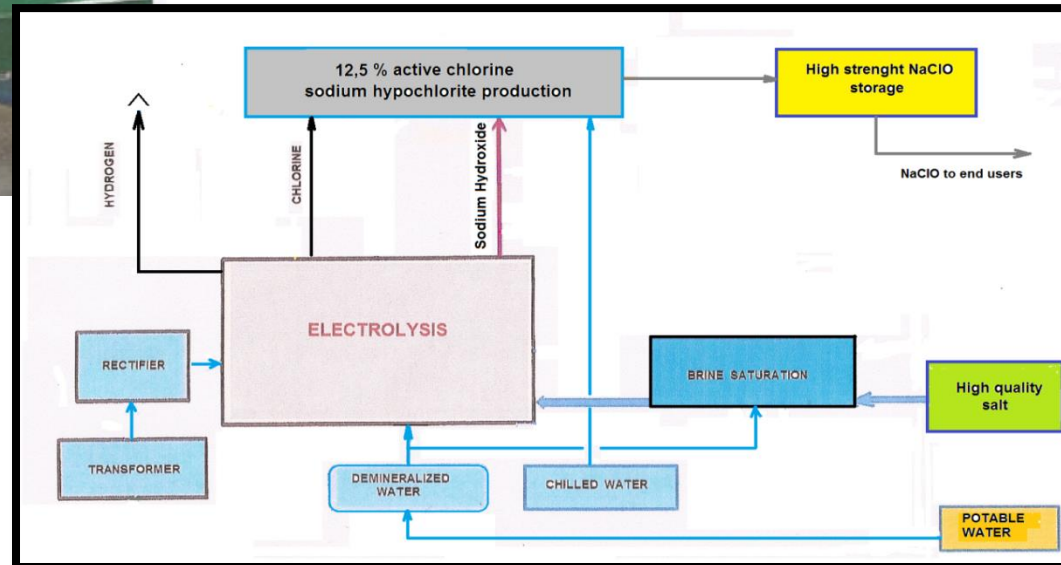 12,5 % active chlorine
sodium hypochlorite production
High strenght NaClO
storage
NaClO to end users
HYDROGEN
CHLORINE
Sodium Hydroxide
ELECTROLYSIS
RECTIFIER
TRANSFORMER
BRINE SATURATION
High quality
salt
DEMINERALIZED
WATER
CHILLED WATER
POTABLE
WATER